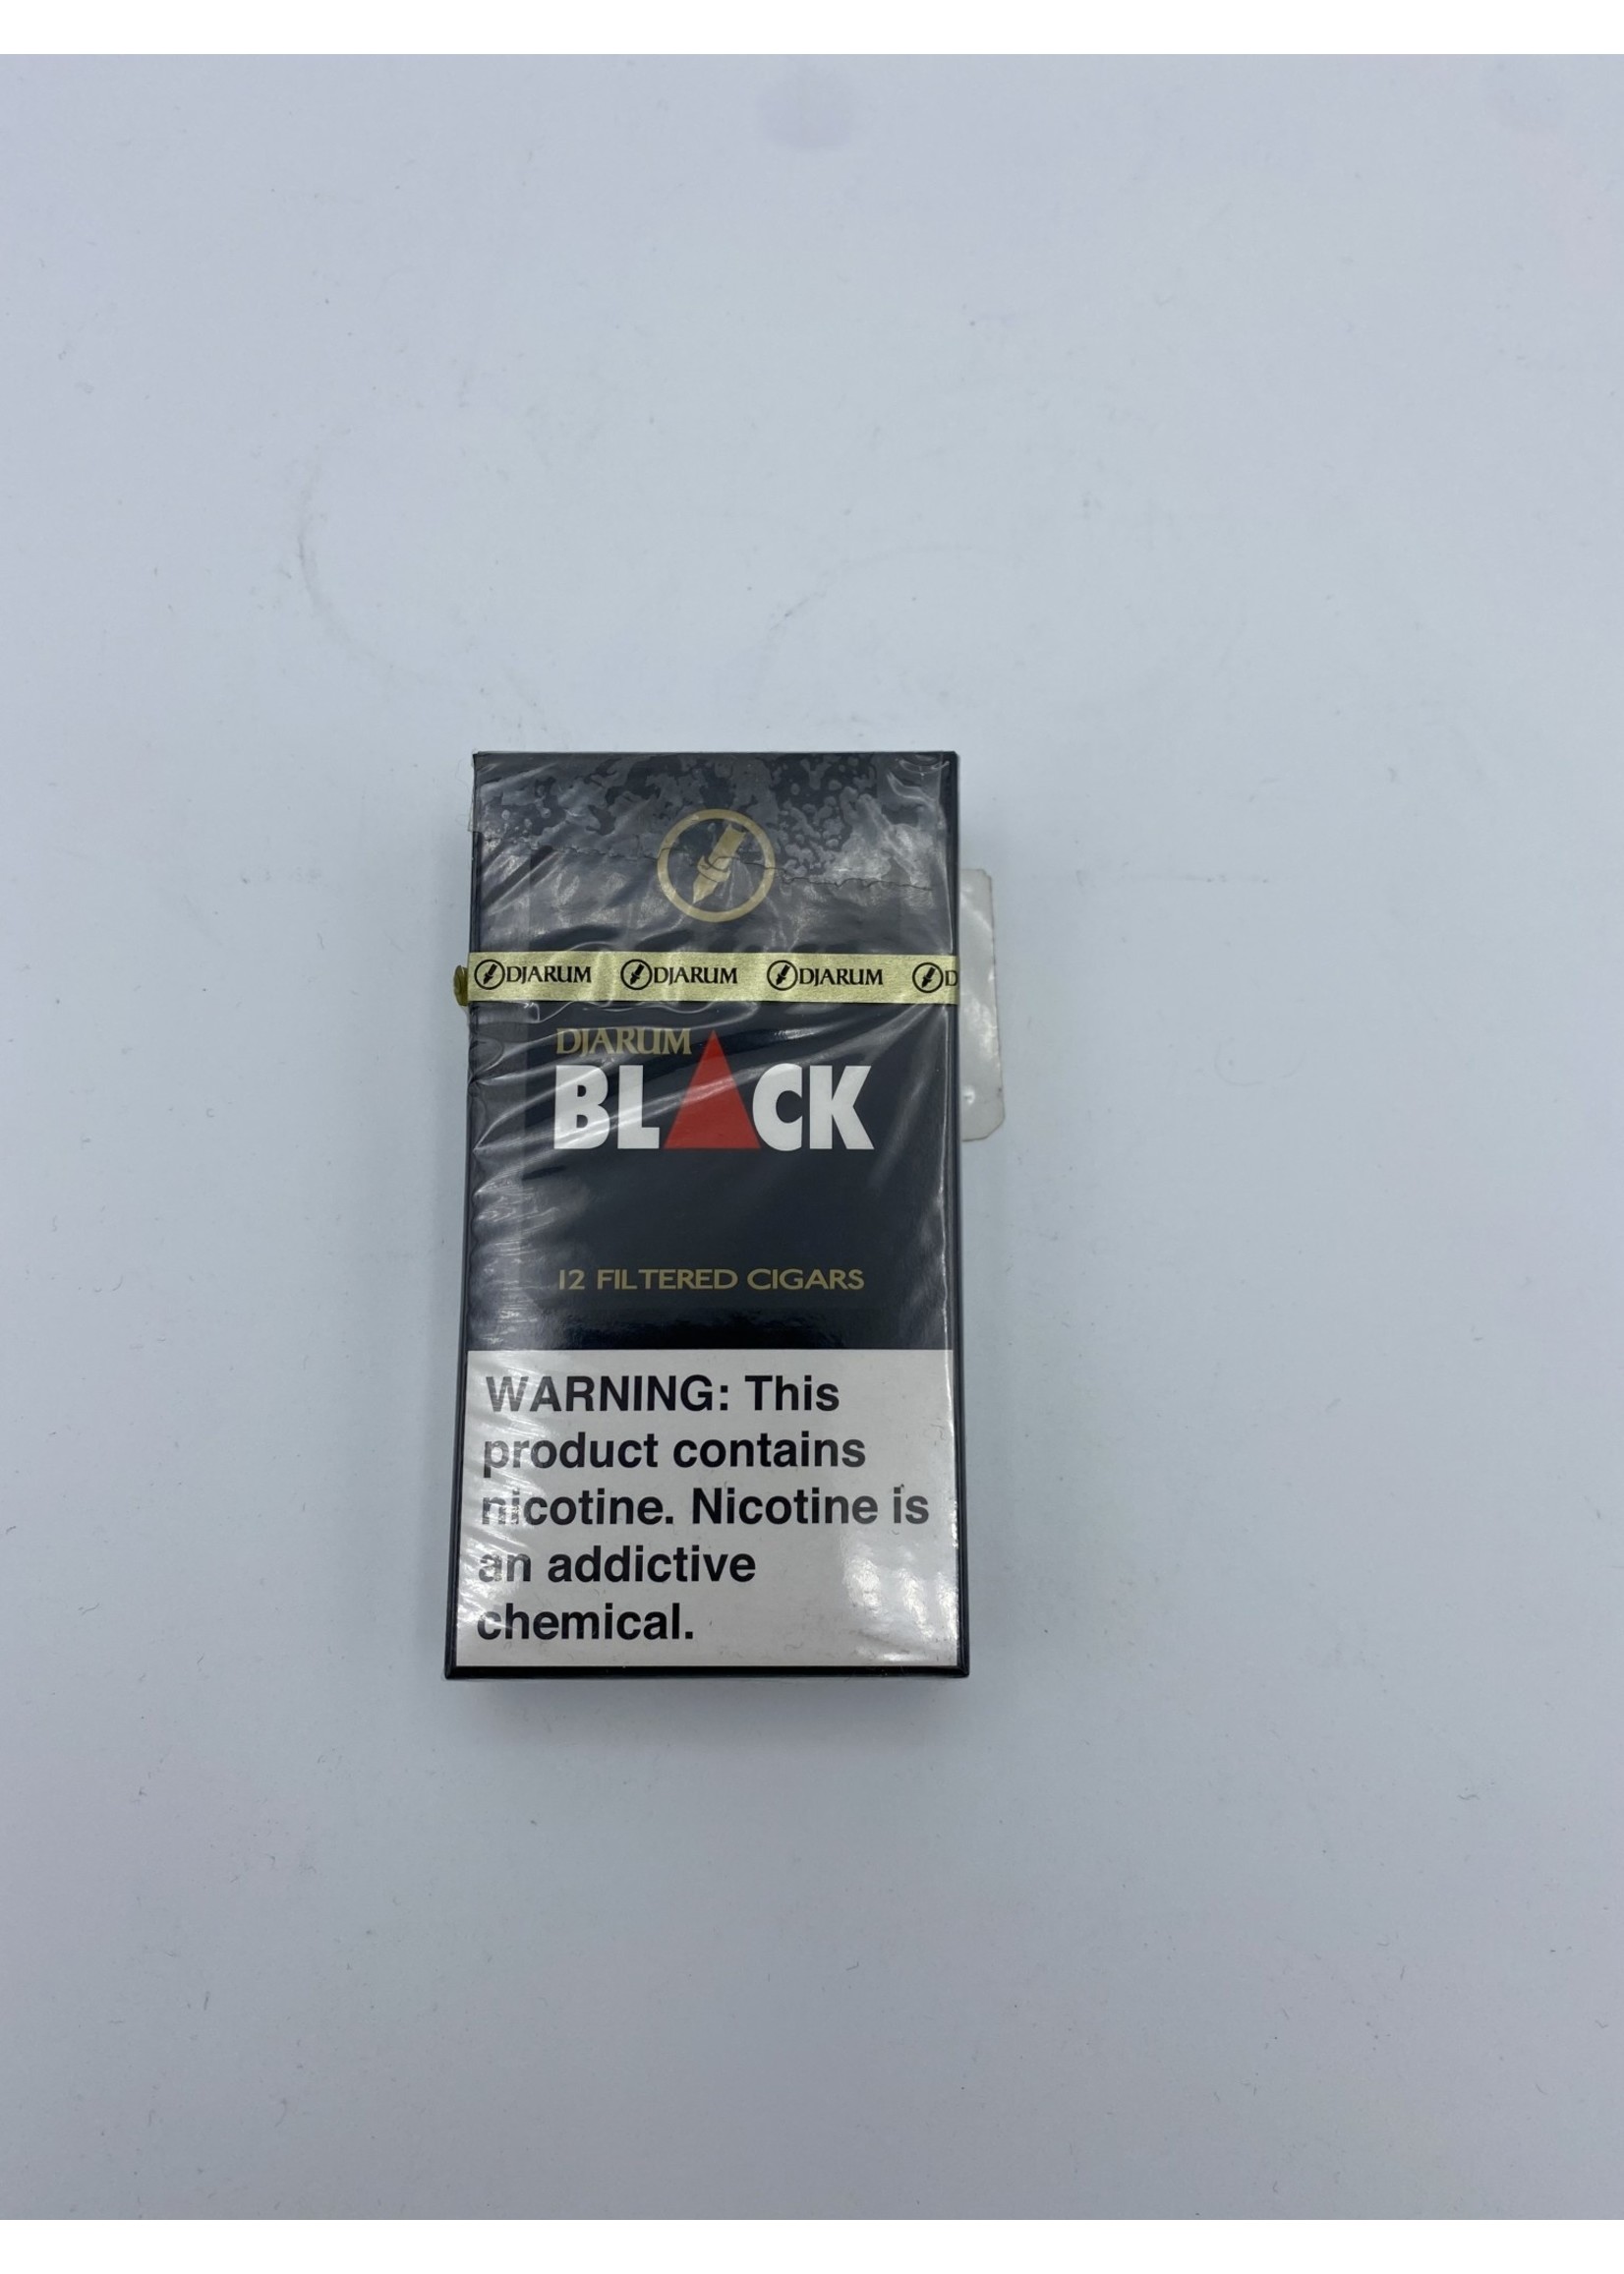 DJARUM DJARUM DJARUM D
DJARUM
BLACK
12 FILTERED CIGARS
WARNING: This
product contains
nicotine. Nicotine is
an addictive
chemical.